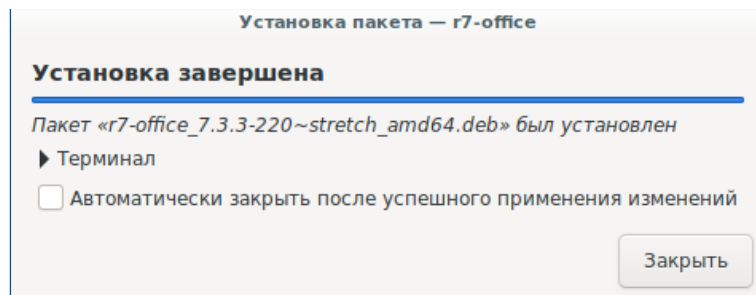 Установка пакета — r7-office
Установка завершена
Пакет «r7-office_7.3.3-220~stretch_amd64.deb» был установлен
Терминал
Автоматически закрыть после успешного применения изменений
Закрыть